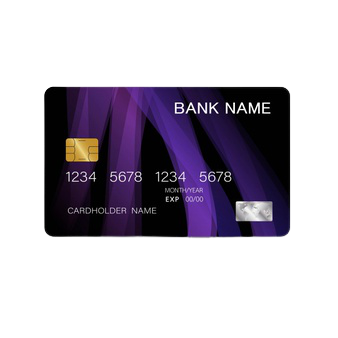 BANK NAME
1234 5678 1234 5678
MONTH/YEAR
EXP 00/00
CARDHOLDER NAME